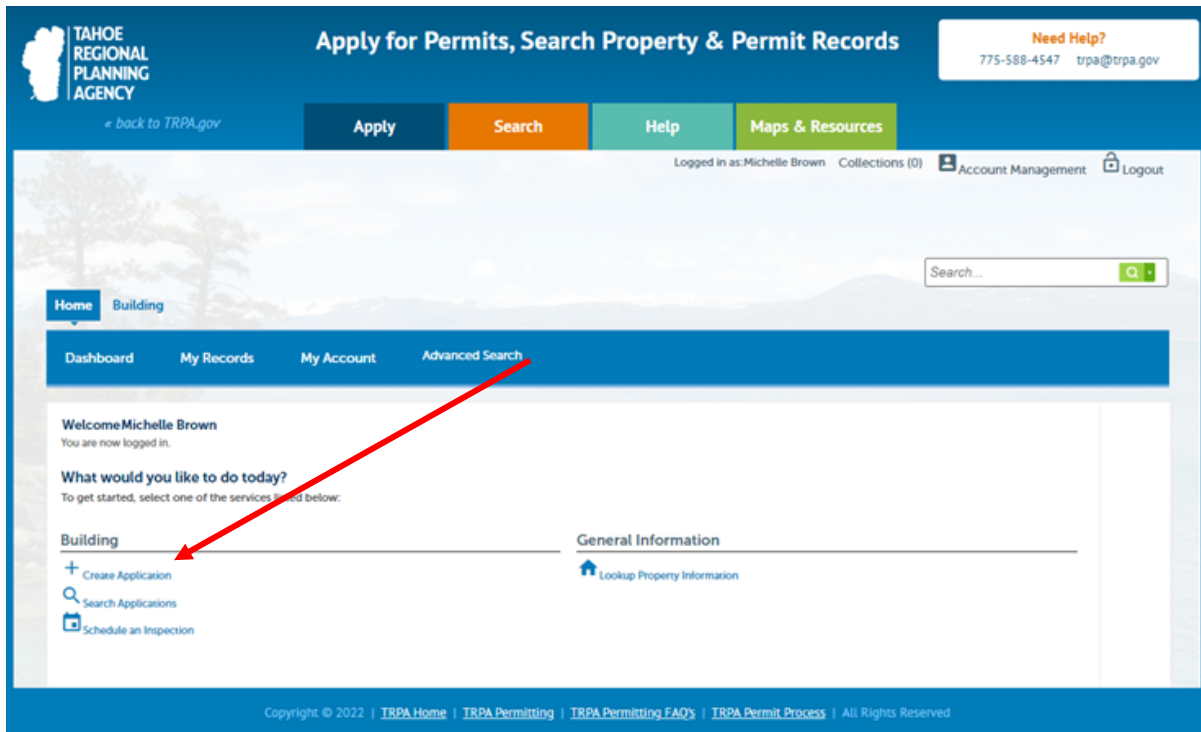 TAHOE
REGIONAL
PLANNING
AGENCY
Apply for Permits, Search Property & Permit Records
Need Help?
775-588-4547 trpa@trpa.gov
« back to TRPA.gov
Apply Search Help Maps & Resources
Logged in as:Michelle Brown Collections (0) Account Management Logout
Search...
Home Building
Dashboard My Records My Account Advanced Search
WelcomeMichelle Brown
You are now logged in.
What would you like to do today?
To get started, select one of the services listed below:
Building General Information
Create Application Lookup Property Information
Search Applications
Schedule an Inspection
Copyright © 2022 | TRPA Home | TRPA Permitting | TRPA Permitting FAQ's | TRPA Permit Process | All Rights Reserved